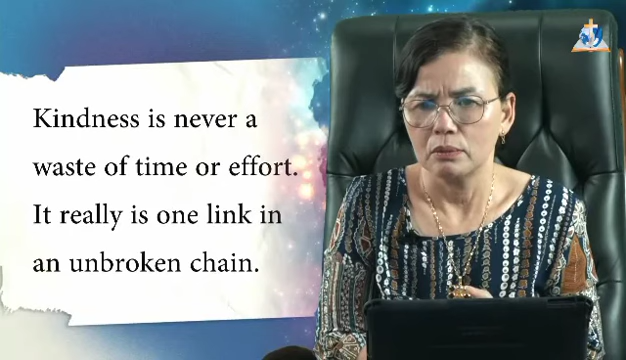 Kindness is never a
waste of time or effort.
It really is one link in
an unbroken chain.